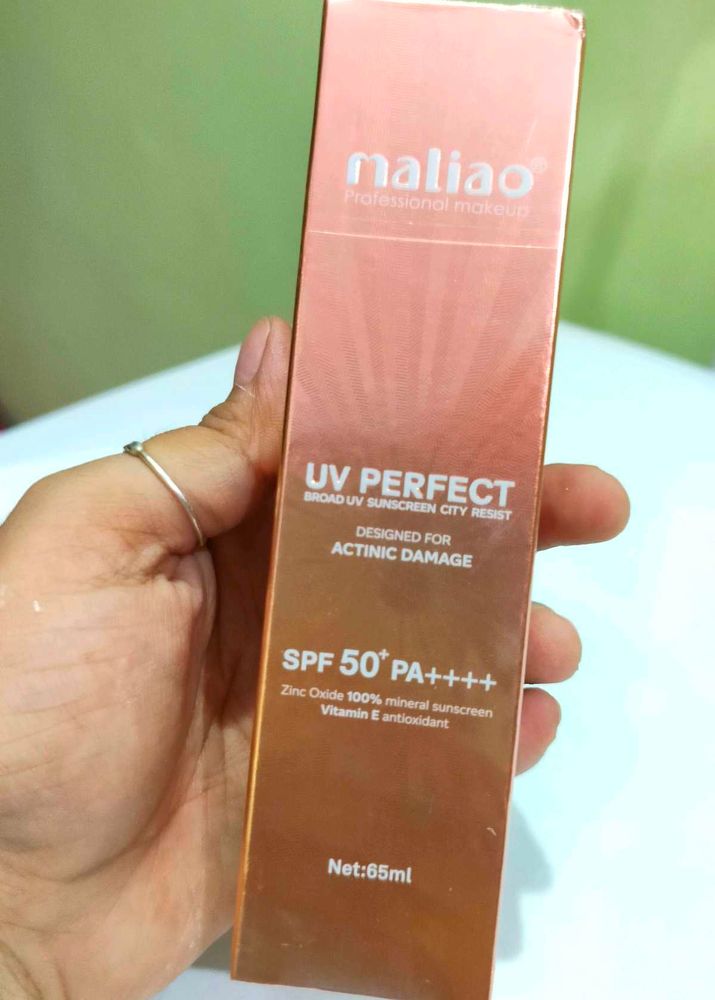 maliao®
Professional makeup
UV PERFECT
BROAD UV SUNSCREEN CITY RESIST
DESIGNED FOR
ACTINIC DAMAGE
SPF 50+ PA++++
Zinc Oxide 100% mineral sunscreen
Vitamin E antioxidant
Net:65ml